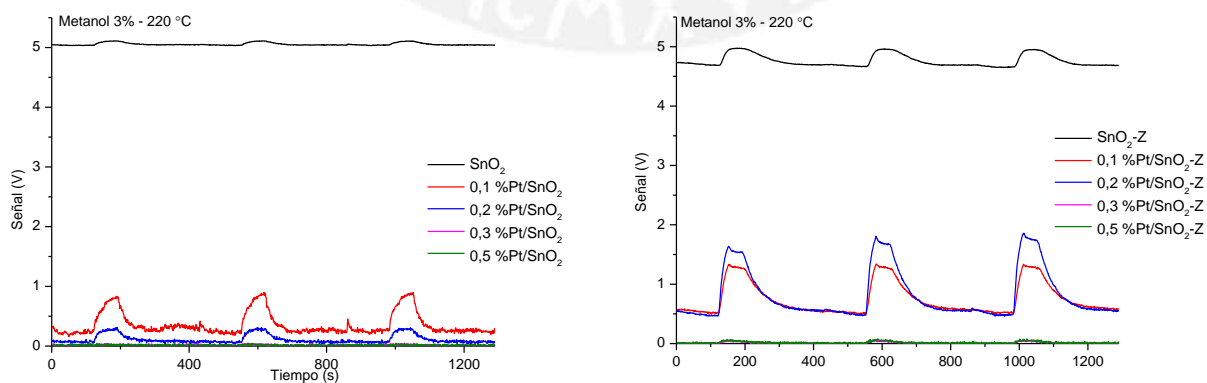 Metanol 3% - 220 °C
5
4
3
2
1
0
Señal (V)
SnO₂
0,1 %Pt/SnO₂
0,2 %Pt/SnO₂
0,3 %Pt/SnO₂
0,5 %Pt/SnO₂
0 400 800 1200
Tiempo (s)
Metanol 3% - 220 °C
5
4
3
2
1
0
Señal (V)
SnO₂-Z
0,1 %Pt/SnO₂-Z
0,2 %Pt/SnO₂-Z
0,3 %Pt/SnO₂-Z
0,5 %Pt/SnO₂-Z
0 200 400 600 800 1000 1200